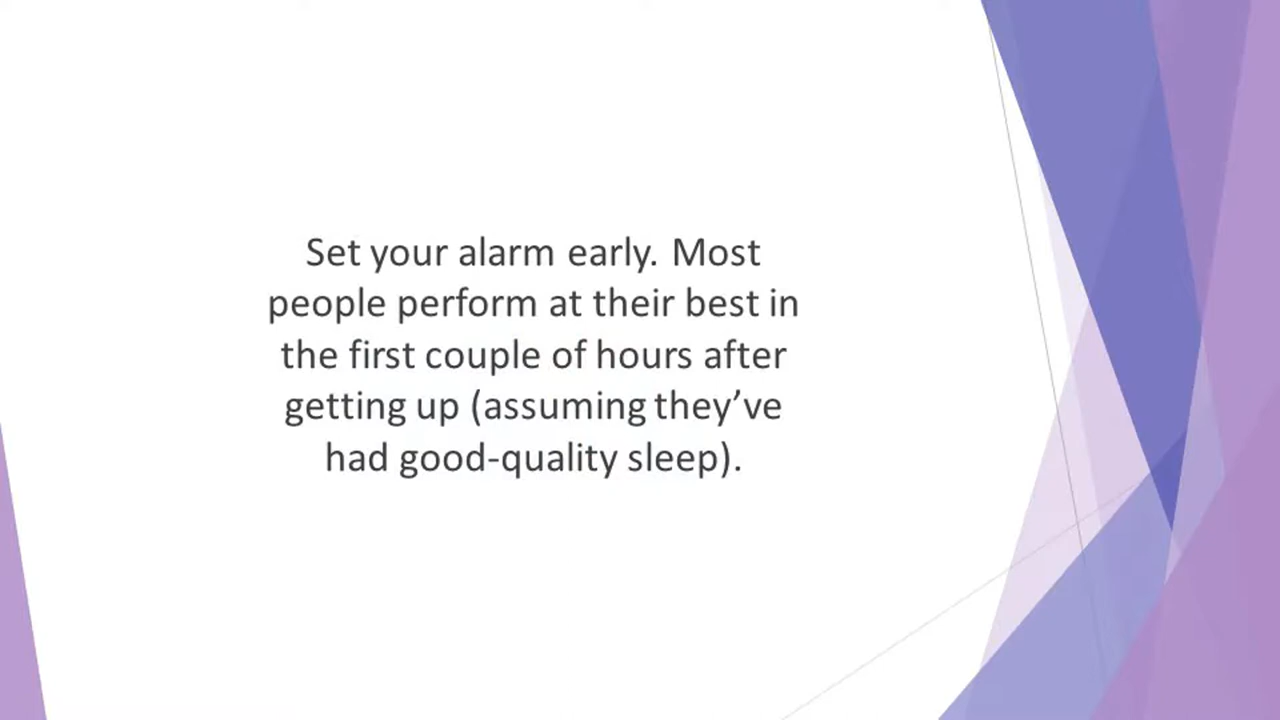 Set your alarm early. Most
people perform at their best in
the first couple of hours after
getting up (assuming they’ve
had good-quality sleep).